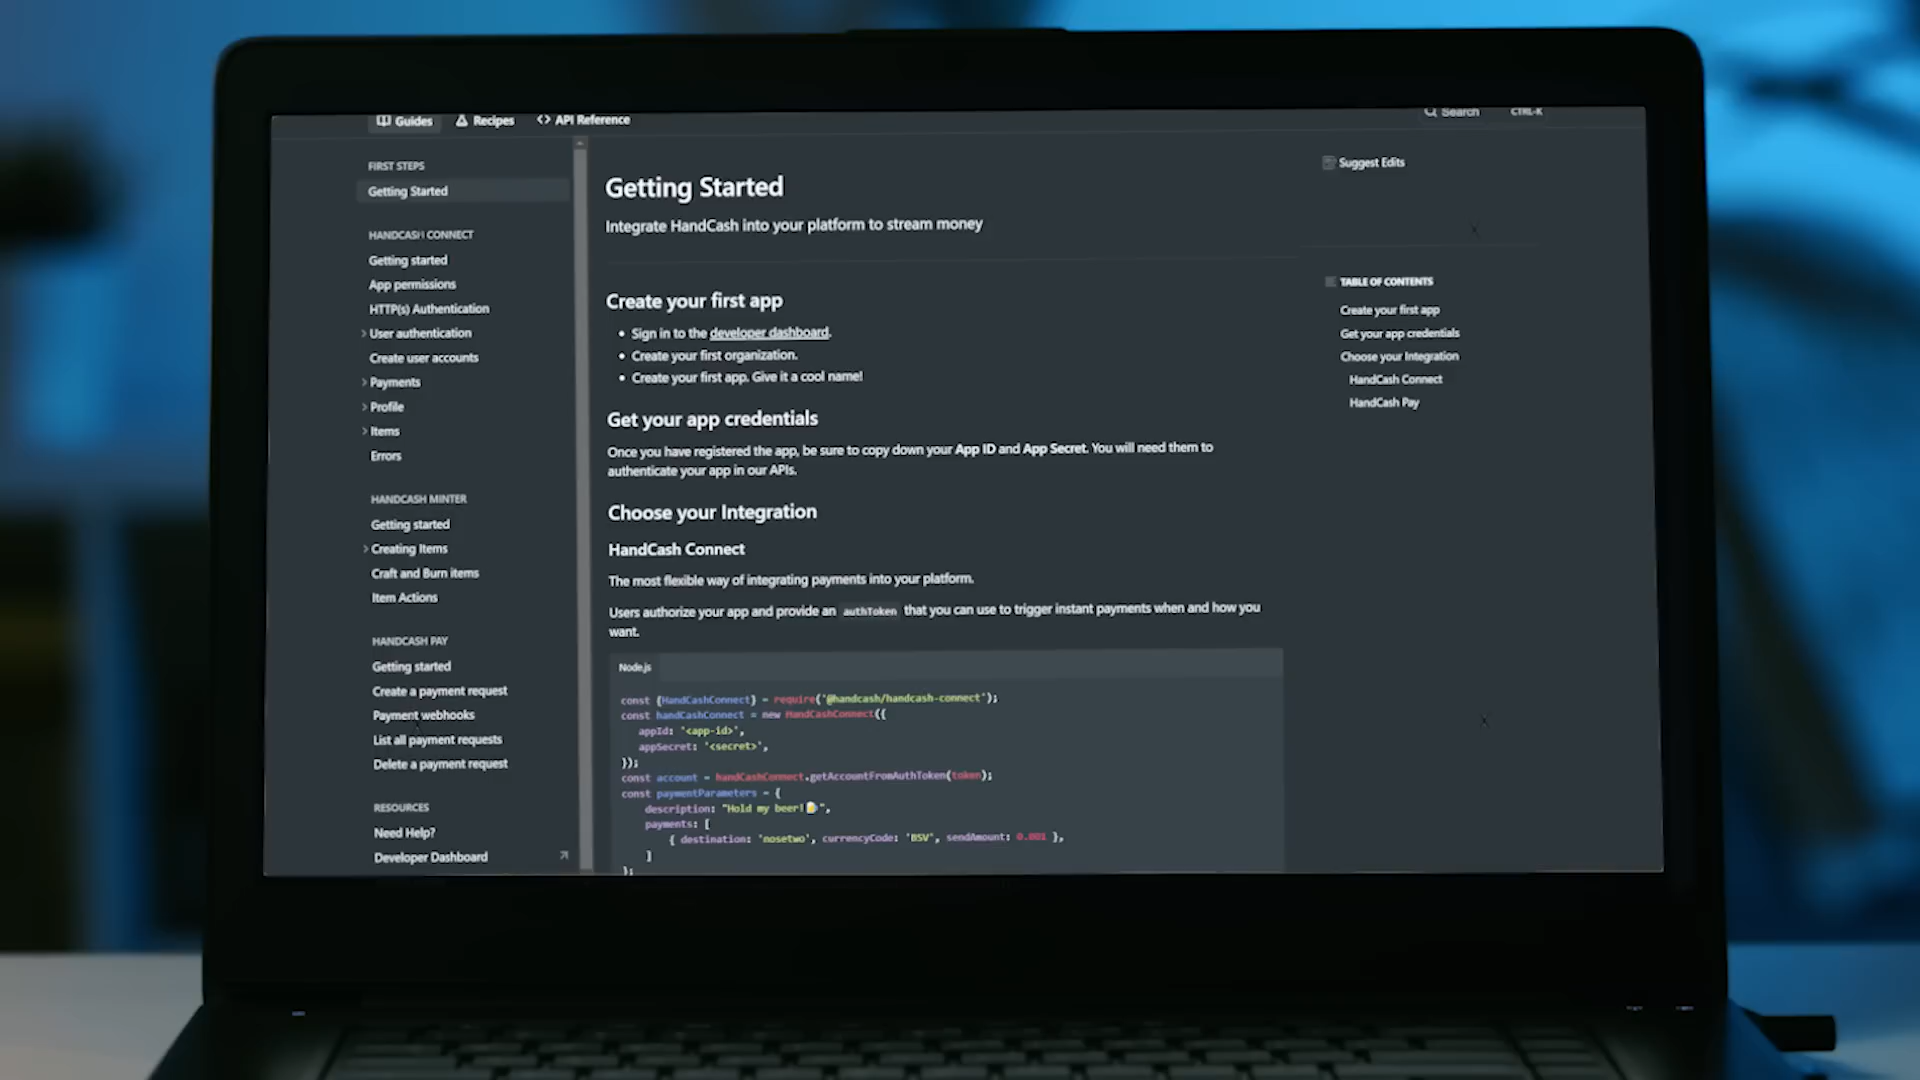 Guides Recipes API Reference
Search CTRL-K
FIRST STEPS
Getting Started
HANDCASH CONNECT
Getting started
App permissions
HTTP(s) Authentication
User authentication
Create user accounts
Payments
Profile
Items
Errors
HANDCASH MINTER
Getting started
Creating Items
Craft and Burn items
Item Actions
HANDCASH PAY
Getting started
Create a payment request
Payment webhooks
List all payment requests
Delete a payment request
RESOURCES
Need Help?
Developer Dashboard
Getting Started
Integrate HandCash into your platform to stream money
Create your first app
• Sign in to the developer dashboard.
• Create your first organization.
• Create your first app. Give it a cool name!
Get your app credentials
Once you have registered the app, be sure to copy down your App ID and App Secret. You will need them to
authenticate your app in our APIs.
Choose your Integration
HandCash Connect
The most flexible way of integrating payments into your platform.
Users authorize your app and provide an authToken that you can use to trigger instant payments when and how you
want.
Node.js
const {HandCashConnect} = require('@handcash/handcash-connect');
const handCashConnect = new HandCashConnect({
appId: '<app-id>',
appSecret: '<secret>',
});
const account = handCashConnect.getAccountFromAuthToken(token);
const paymentParameters = {
description: "Hold my beer!🍺",
payments: [
{ destination: 'nosetwo', currencyCode: 'BSV', sendAmount: 0.001 },
]
};
Suggest Edits
TABLE OF CONTENTS
Create your first app
Get your app credentials
Choose your Integration
HandCash Connect
HandCash Pay